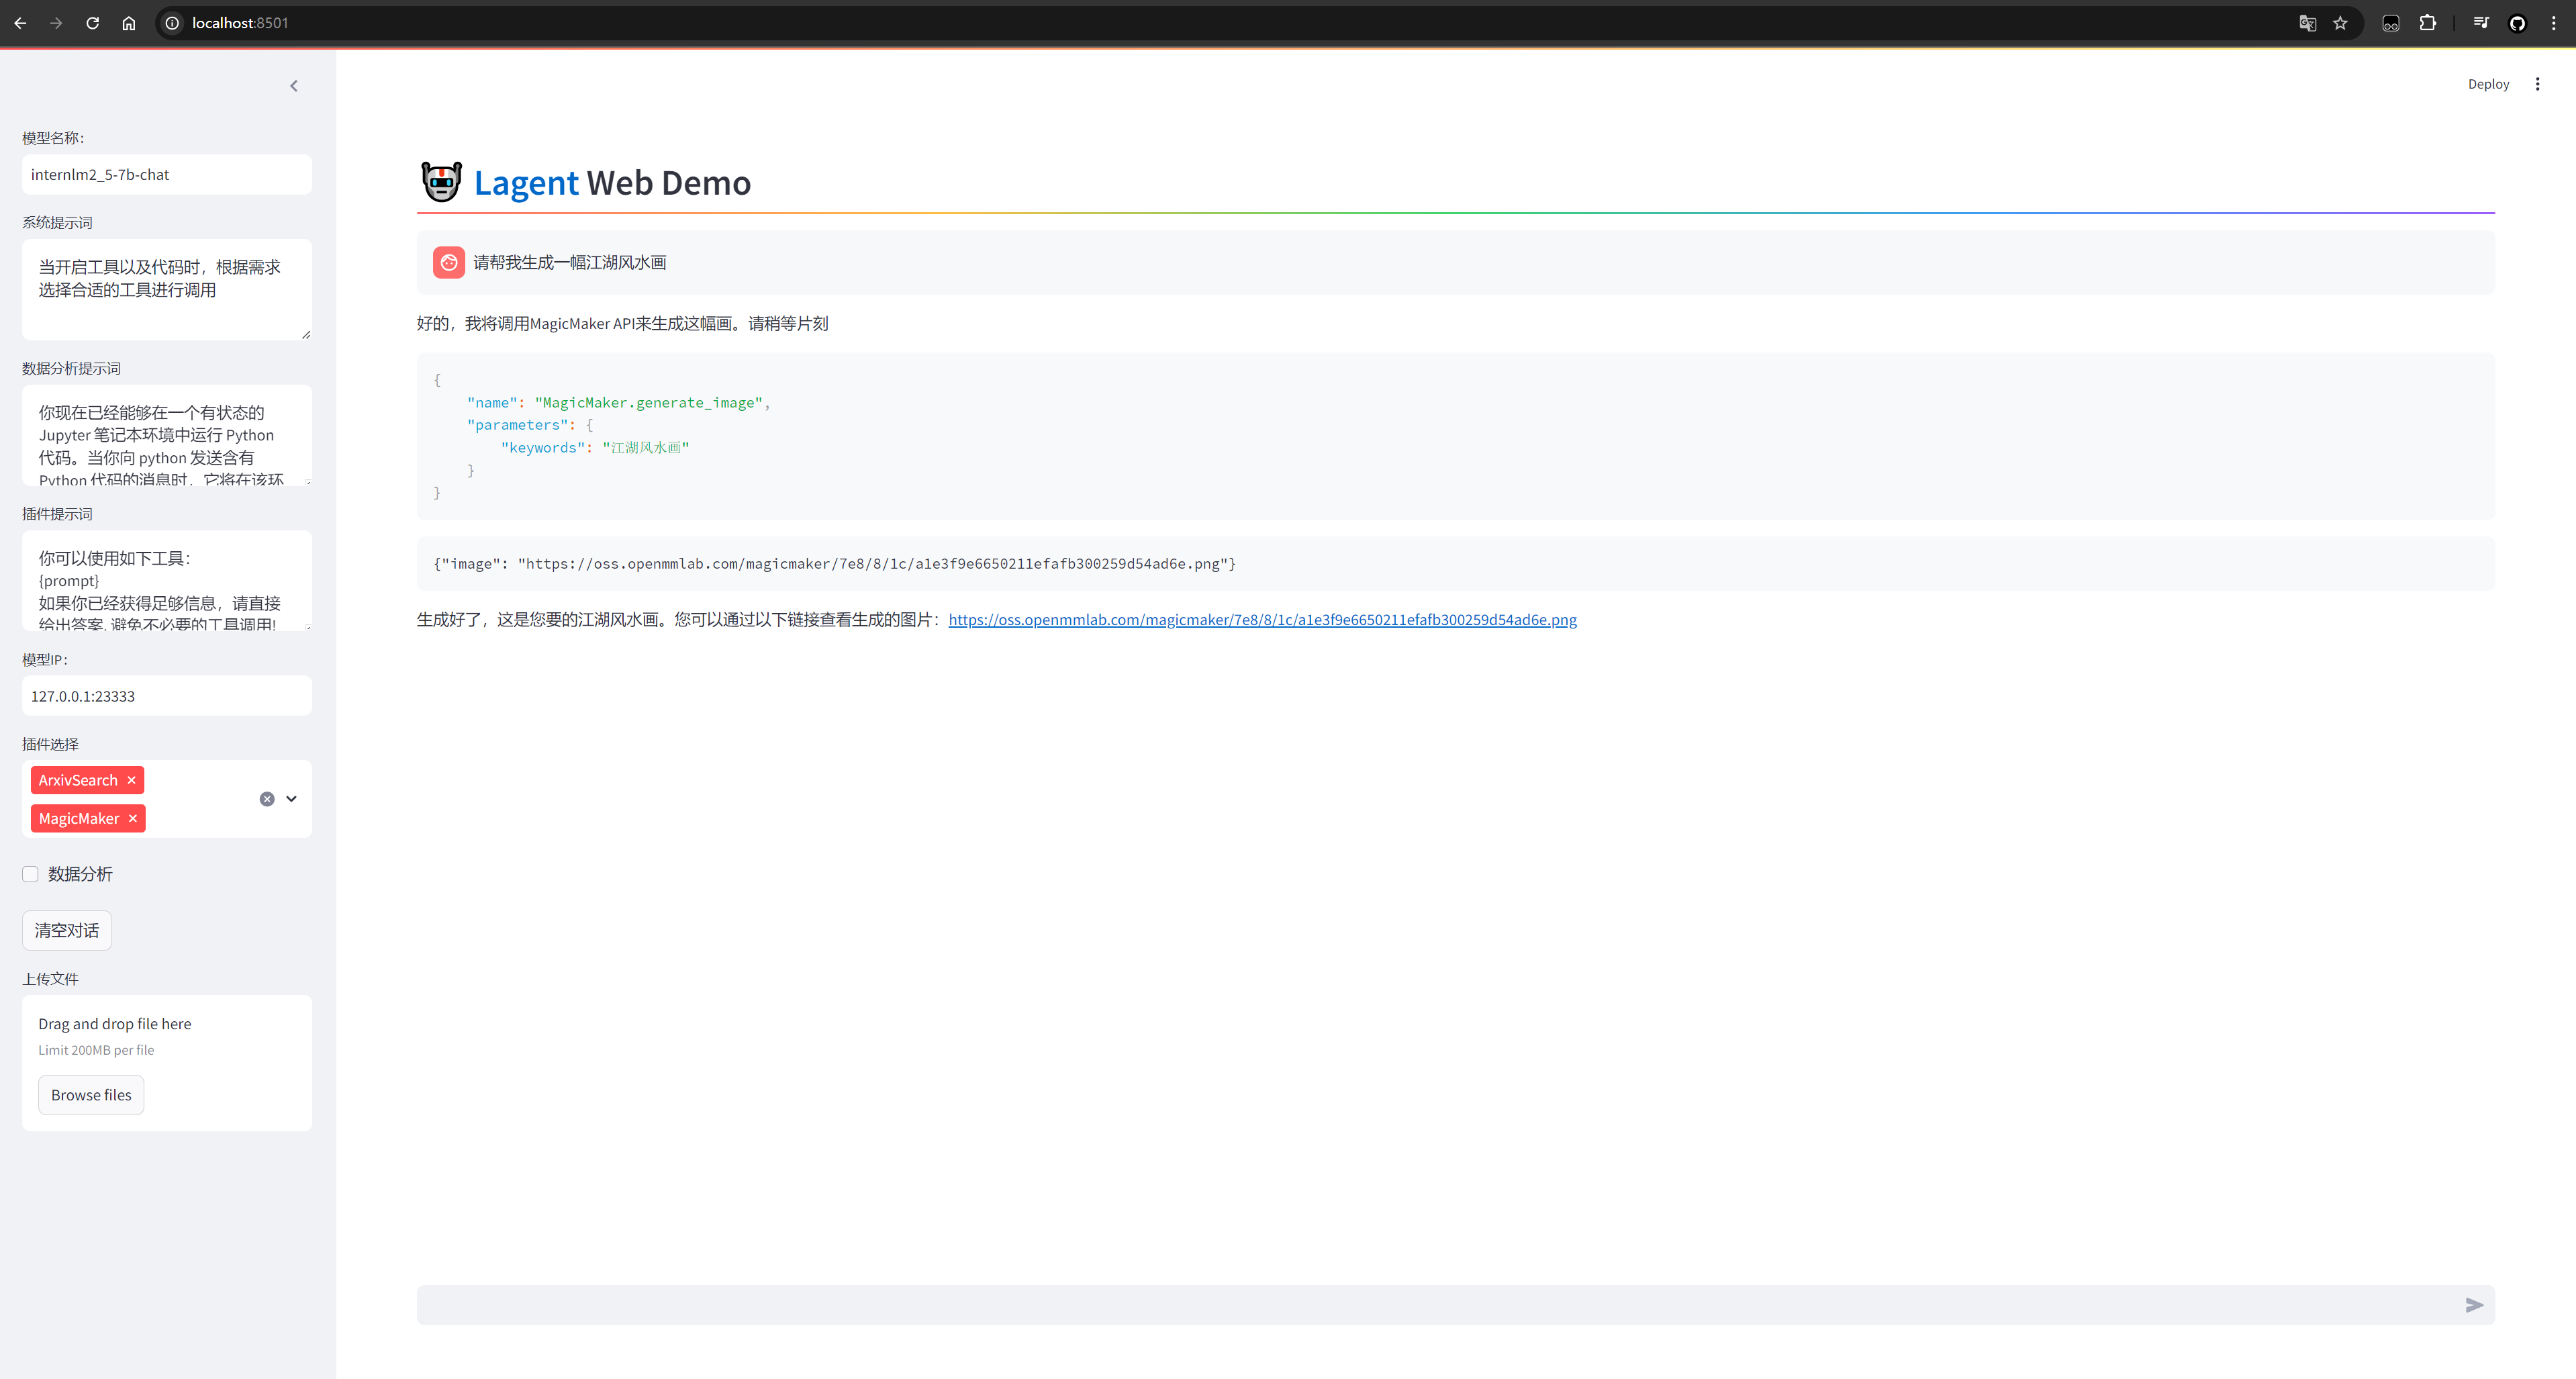 localhost:8501
Deploy
模型名称：
internlm2_5-7b-chat
系统提示词
当开启工具以及代码时，根据需求
选择合适的工具进行调用
数据分析提示词
你现在已经能够在一个有状态的
Jupyter 笔记本环境中运行 Python
代码。当你向 python 发送含有
Python 代码的消息时，它将在该环
插件提示词
你可以使用如下工具：
{prompt}
如果你已经获得足够信息，请直接
给出答案. 避免不必要的工具调用!
模型IP：
127.0.0.1:23333
插件选择
ArxivSearch
MagicMaker
数据分析
清空对话
上传文件
Drag and drop file here
Limit 200MB per file
Browse files
Lagent Web Demo
请帮我生成一幅江湖风水画
好的，我将调用MagicMaker API来生成这幅画。请稍等片刻
{
"name": "MagicMaker.generate_image",
"parameters": {
"keywords": "江湖风水画"
}
}
{"image": "https://oss.openmmlab.com/magicmaker/7e8/8/1c/a1e3f9e6650211efafb300259d54ad6e.png"}
生成好了，这是您要的江湖风水画。您可以通过以下链接查看生成的图片：https://oss.openmmlab.com/magicmaker/7e8/8/1c/a1e3f9e6650211efafb300259d54ad6e.png